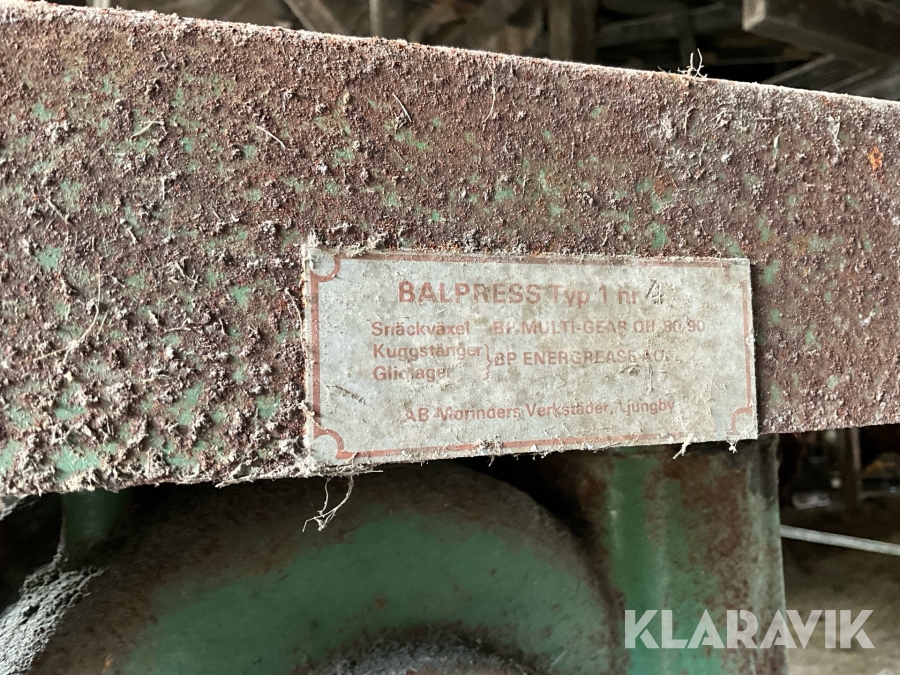 BALPRESS Typ 1 nr 4
Snäckväxel BP MULTI-GEAR OIL 80/90
Kuggstänger
BP ENERGREASE
Glidlager
AB Morinders Verkstäder, Ljungby
KLARAVIK